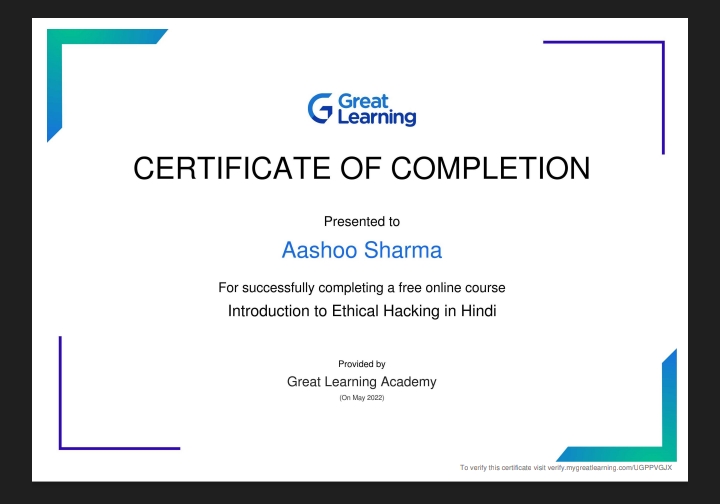 Great
Learning
CERTIFICATE OF COMPLETION
Presented to
Aashoo Sharma
For successfully completing a free online course
Introduction to Ethical Hacking in Hindi
Provided by
Great Learning Academy
(On May 2022)
To verify this certificate visit verify.mygreatlearning.com/UGPPVGJX